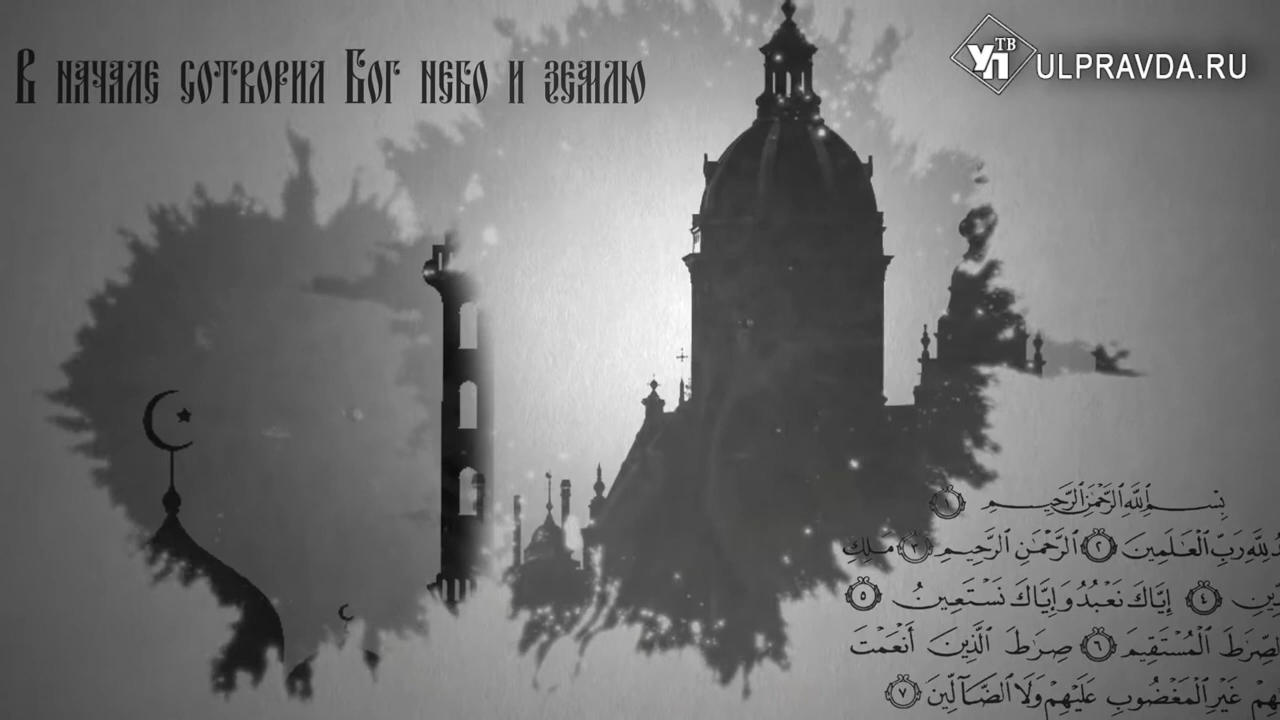 В начале сотворил Бог небо и землю
УП ТВ ULPRAVDA.RU
بِسْمِ ٱللَّهِ ٱلرَّحْمَـٰنِ ٱلرَّحِيمِ ١
لِلَّهِ رَبِّ ٱلْعَـٰلَمِينَ ٢ ٱلرَّحْمَـٰنِ ٱلرَّحِيمِ ٣ مَـٰلِكِ
٤ إِيَّاكَ نَعْبُدُ وَإِيَّاكَ نَسْتَعِينُ ٥
ٱلصِّرَٰطَ ٱلْمُسْتَقِيمَ ٦ صِرَٰطَ ٱلَّذِينَ أَنْعَمْتَ
غَيْرِ ٱلْمَغْضُوبِ عَلَيْهِمْ وَلَا ٱلضَّآلِّينَ ٧